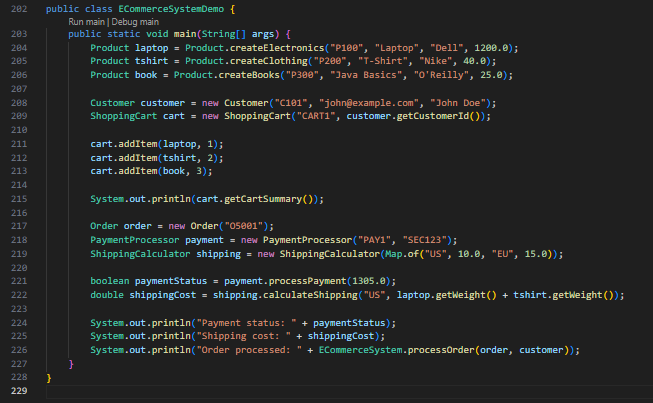 202 public class ECommerceSystemDemo {
Run main | Debug main
203 public static void main(String[] args) {
204 Product laptop = Product.createElectronics("P100", "Laptop", "Dell", 1200.0);
205 Product tshirt = Product.createClothing("P200", "T-Shirt", "Nike", 40.0);
206 Product book = Product.createBooks("P300", "Java Basics", "O'Reilly", 25.0);
207
208 Customer customer = new Customer("C101", "john@example.com", "John Doe");
209 ShoppingCart cart = new ShoppingCart("CART1", customer.getCustomerId());
210
211 cart.addItem(laptop, 1);
212 cart.addItem(tshirt, 2);
213 cart.addItem(book, 3);
214
215 System.out.println(cart.getCartSummary());
216
217 Order order = new Order("O5001");
218 PaymentProcessor payment = new PaymentProcessor("PAY1", "SEC123");
219 ShippingCalculator shipping = new ShippingCalculator(Map.of("US", 10.0, "EU", 15.0));
220
221 boolean paymentStatus = payment.processPayment(1305.0);
222 double shippingCost = shipping.calculateShipping("US", laptop.getWeight() + tshirt.getWeight());
223
224 System.out.println("Payment status: " + paymentStatus);
225 System.out.println("Shipping cost: " + shippingCost);
226 System.out.println("Order processed: " + ECommerceSystem.processOrder(order, customer));
227 }
228 }
229